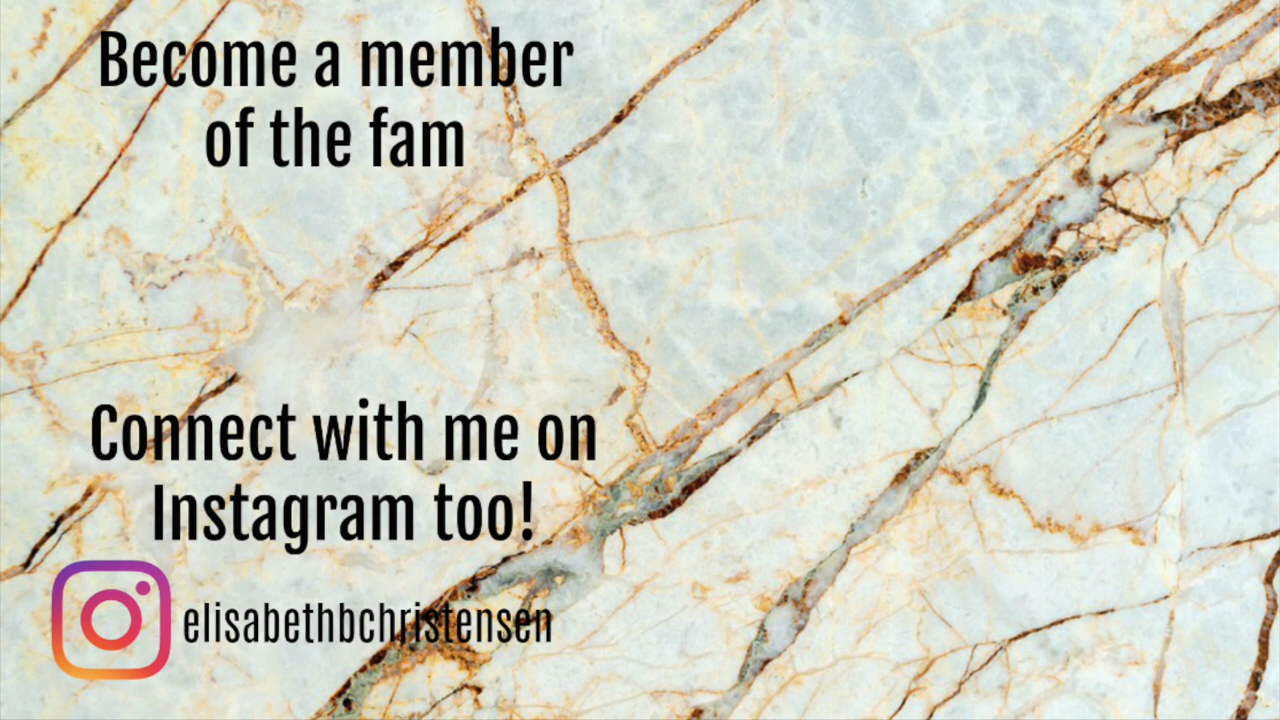 Become a member
of the fam
Connect with me on
Instagram too!
elisabethbchristensen